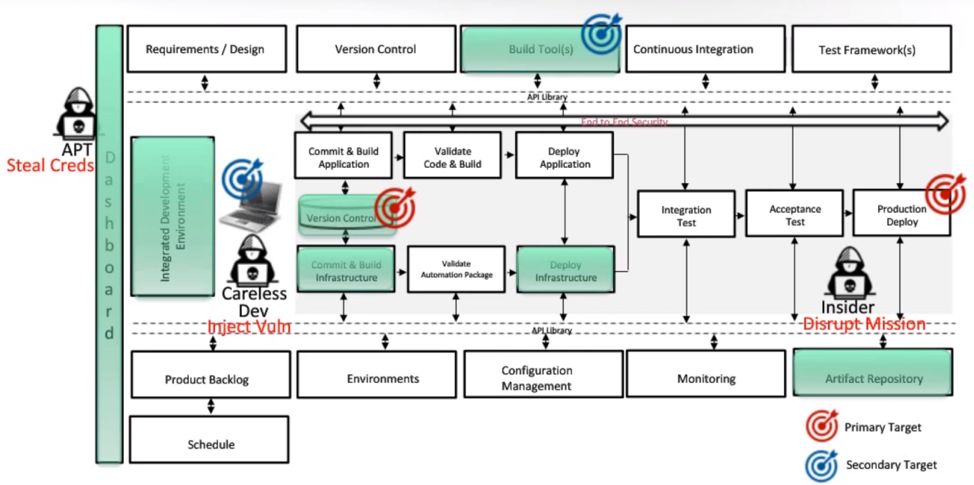 Requirements / Design
Version Control
Build Tool(s)
Continuous Integration
Test Framework(s)
API Library
End to End Security
APT
Steal Creds
Dashboard
Integrated Development
Environment
Commit & Build
Application
Validate
Code & Build
Deploy
Application
Version Control
Integration
Test
Acceptance
Test
Production
Deploy
Commit & Build
Infrastructure
Validate
Automation Package
Deploy
Infrastructure
Careless
Dev
Inject Vuln
Insider
Disrupt Mission
API Library
Product Backlog
Environments
Configuration
Management
Monitoring
Artifact Repository
Schedule
Primary Target
Secondary Target